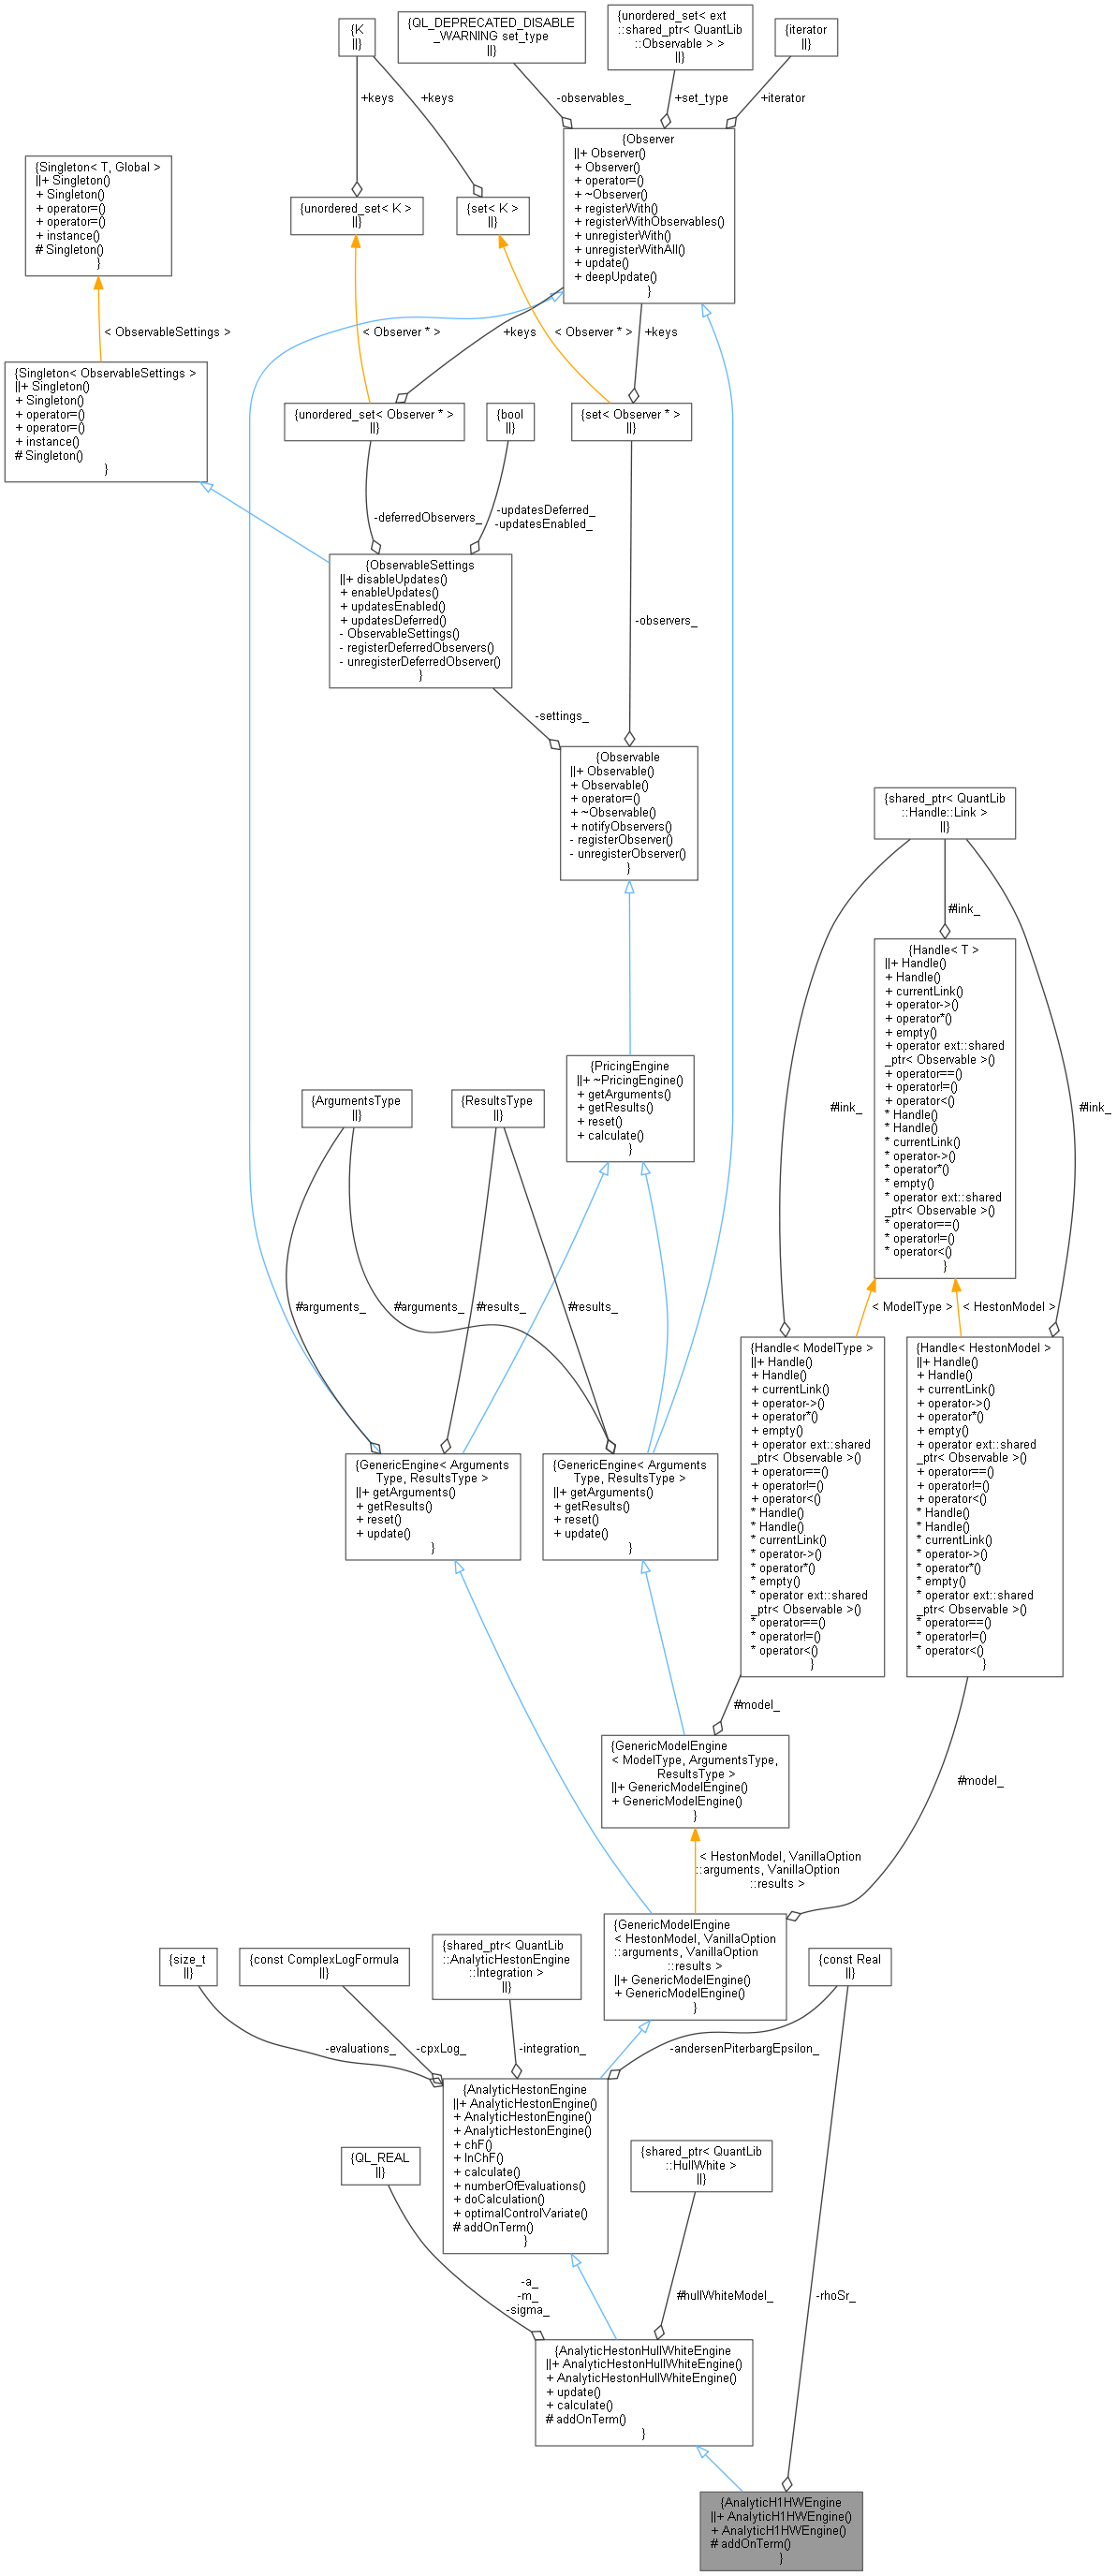 {K
||}
{QL_DEPRECATED_DISABLE
_WARNING set_type
||}
{unordered_set< ext
::shared_ptr< QuantLib
::Observable > >
||}
{iterator
||}
+keys
+keys
-observables_
+set_type
+iterator
{Observer
||+ Observer()
+ Observer()
+ operator=()
+ ~Observer()
+ registerWith()
+ registerWithObservables()
+ unregisterWith()
+ unregisterWithAll()
+ update()
+ deepUpdate()
}
{Singleton< T, Global >
||+ Singleton()
+ Singleton()
+ operator=()
+ operator=()
+ instance()
# Singleton()
}
{unordered_set< K >
||}
{set< K >
||}
< ObservableSettings >
< Observer * >
+keys
< Observer * >
+keys
{Singleton< ObservableSettings >
||+ Singleton()
+ Singleton()
+ operator=()
+ operator=()
+ instance()
# Singleton()
}
{unordered_set< Observer * >
||}
{bool
||}
{set< Observer * >
||}
-deferredObservers_
-updatesDeferred_
-updatesEnabled_
{ObservableSettings
||+ disableUpdates()
+ enableUpdates()
+ updatesEnabled()
+ updatesDeferred()
- ObservableSettings()
- registerDeferredObservers()
- unregisterDeferredObserver()
}
-observers_
-settings_
{Observable
||+ Observable()
+ Observable()
+ operator=()
+ ~Observable()
+ notifyObservers()
- registerObserver()
- unregisterObserver()
}
{shared_ptr< QuantLib
::Handle::Link >
||}
#link_
{Handle< T >
||+ Handle()
+ Handle()
+ currentLink()
+ operator->()
+ operator*()
+ empty()
+ operator ext::shared
_ptr< Observable >()
+ operator==()
+ operator!=()
+ operator<()
* Handle()
* Handle()
* currentLink()
* operator->()
* operator*()
* empty()
* operator ext::shared
_ptr< Observable >()
* operator==()
* operator!=()
* operator<()
}
{PricingEngine
||+ ~PricingEngine()
+ getArguments()
+ getResults()
+ reset()
+ calculate()
}
{ArgumentsType
||}
{ResultsType
||}
#link_
#link_
#arguments_
#arguments_
#results_
#results_
< ModelType >
< HestonModel >
{Handle< ModelType >
||+ Handle()
+ Handle()
+ currentLink()
+ operator->()
+ operator*()
+ empty()
+ operator ext::shared
_ptr< Observable >()
+ operator==()
+ operator!=()
+ operator<()
* Handle()
* Handle()
* currentLink()
* operator->()
* operator*()
* empty()
* operator ext::shared
_ptr< Observable >()
* operator==()
* operator!=()
* operator<()
}
{Handle< HestonModel >
||+ Handle()
+ Handle()
+ currentLink()
+ operator->()
+ operator*()
+ empty()
+ operator ext::shared
_ptr< Observable >()
+ operator==()
+ operator!=()
+ operator<()
* Handle()
* Handle()
* currentLink()
* operator->()
* operator*()
* empty()
* operator ext::shared
_ptr< Observable >()
* operator==()
* operator!=()
* operator<()
}
{GenericEngine< Arguments
Type, ResultsType >
||+ getArguments()
+ getResults()
+ reset()
+ update()
}
{GenericEngine< Arguments
Type, ResultsType >
||+ getArguments()
+ getResults()
+ reset()
+ update()
}
#model_
{GenericModelEngine
< ModelType, ArgumentsType,
ResultsType >
||+ GenericModelEngine()
+ GenericModelEngine()
}
#model_
< HestonModel, VanillaOption
::arguments, VanillaOption
::results >
{GenericModelEngine
< HestonModel, VanillaOption
::arguments, VanillaOption
::results >
||+ GenericModelEngine()
+ GenericModelEngine()
}
{size_t
||}
{const ComplexLogFormula
||}
{shared_ptr< QuantLib
::AnalyticHestonEngine
::Integration >
||}
{const Real
||}
-evaluations_
-cpxLog_
-integration_
-andersenPiterbargEpsilon_
{AnalyticHestonEngine
||+ AnalyticHestonEngine()
+ AnalyticHestonEngine()
+ AnalyticHestonEngine()
+ chF()
+ lnChF()
+ calculate()
+ numberOfEvaluations()
+ doCalculation()
+ optimalControlVariate()
# addOnTerm()
}
{QL_REAL
||}
{shared_ptr< QuantLib
::HullWhite >
||}
-a_
-m_
-sigma_
#hullWhiteModel_
-rhoSr_
{AnalyticHestonHullWhiteEngine
||+ AnalyticHestonHullWhiteEngine()
+ AnalyticHestonHullWhiteEngine()
+ update()
+ calculate()
# addOnTerm()
}
{AnalyticH1HWEngine
||+ AnalyticH1HWEngine()
+ AnalyticH1HWEngine()
# addOnTerm()
}